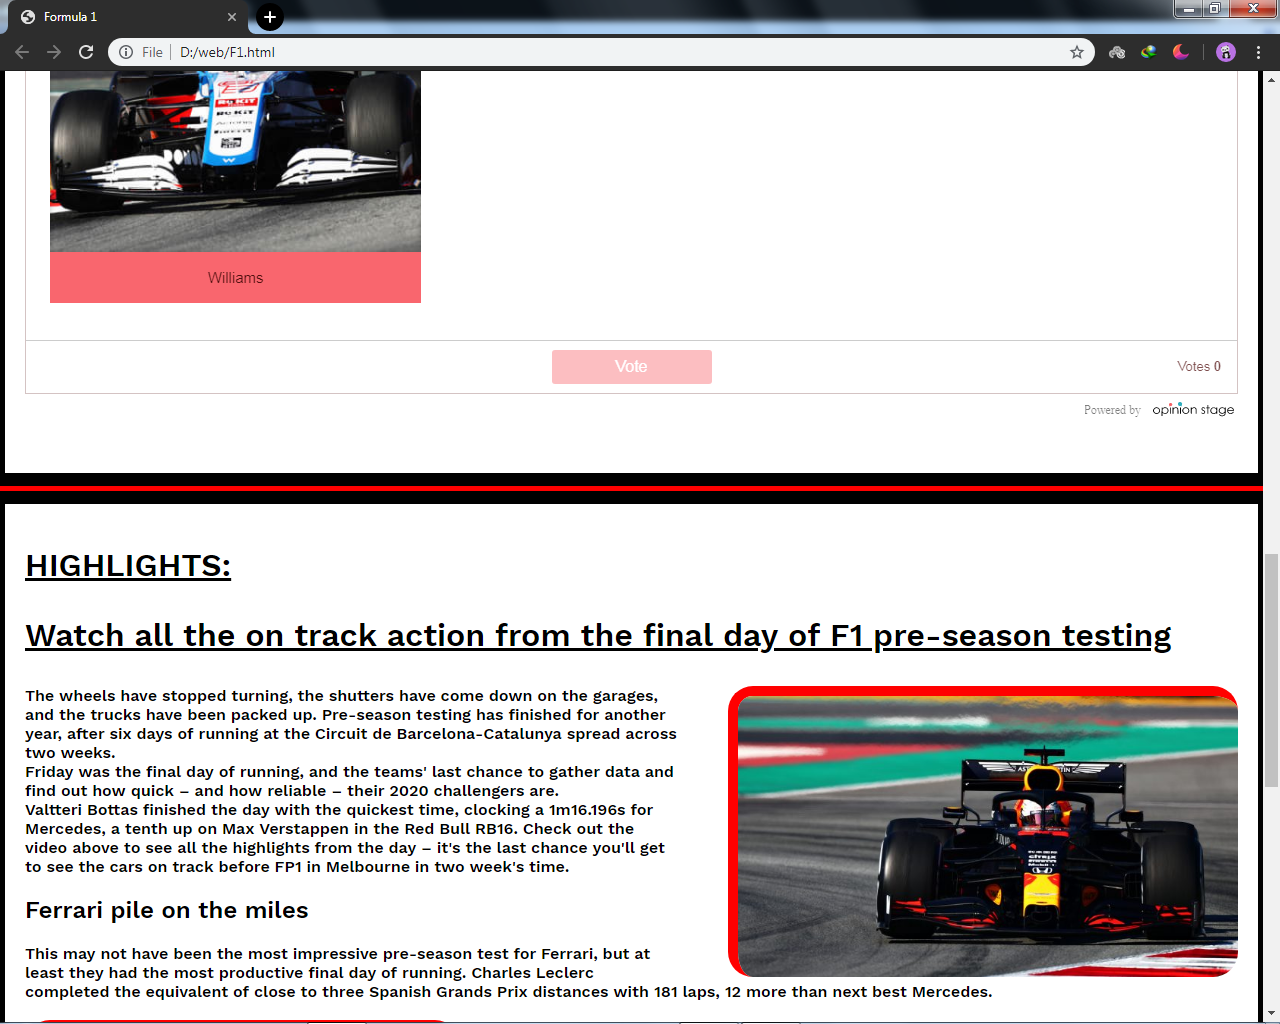 Formula 1
File
D:/web/F1.html
ROKiT
ROKiT
ACRONIS
PIRELLI
Williams
Vote
Votes 0
Powered by opinion stage
HIGHLIGHTS:
Watch all the on track action from the final day of F1 pre-season testing
The wheels have stopped turning, the shutters have come down on the garages,
and the trucks have been packed up. Pre-season testing has finished for another
year, after six days of running at the Circuit de Barcelona-Catalunya spread across
two weeks.
Friday was the final day of running, and the teams' last chance to gather data and
find out how quick – and how reliable – their 2020 challengers are.
Valtteri Bottas finished the day with the quickest time, clocking a 1m16.196s for
Mercedes, a tenth up on Max Verstappen in the Red Bull RB16. Check out the
video above to see all the highlights from the day – it's the last chance you'll get
to see the cars on track before FP1 in Melbourne in two week's time.
Ferrari pile on the miles
This may not have been the most impressive pre-season test for Ferrari, but at
least they had the most productive final day of running. Charles Leclerc
completed the equivalent of close to three Spanish Grands Prix distances with 181 laps, 12 more than next best Mercedes.